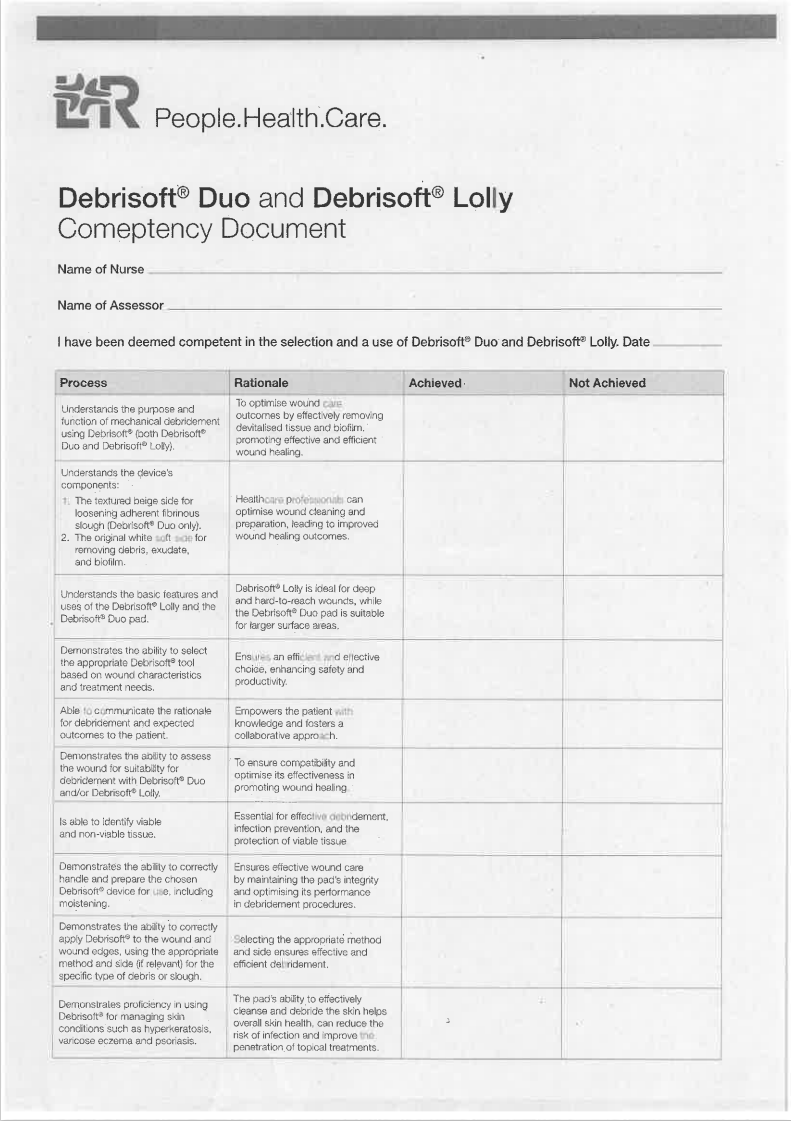 L&R People.Health.Care.
Debrisoft® Duo and Debrisoft® Lolly
Comeptency Document
Name of Nurse
Name of Assessor
I have been deemed competent in the selection and a use of Debrisoft® Duo and Debrisoft® Lolly. Date
Process Rationale Achieved Not Achieved
Understands the purpose and
function of mechanical debridement
using Debrisoft® (both Debrisoft®
Duo and Debrisoft® Lolly).
To optimise wound care
outcomes by effectively removing
devitalised tissue and biofilm,
promoting effective and efficient
wound healing.
Understands the device's
components:
1. The textured beige side for
loosening adherent fibrinous
slough (Debrisoft® Duo only).
2. The original white soft side for
removing debris, exudate,
and biofilm.
Healthcare professionals can
optimise wound cleaning and
preparation, leading to improved
wound healing outcomes.
Understands the basic features and
uses of the Debrisoft® Lolly and the
Debrisoft® Duo pad.
Debrisoft® Lolly is ideal for deep
and hard-to-reach wounds, while
the Debrisoft® Duo pad is suitable
for larger surface areas.
Demonstrates the ability to select
the appropriate Debrisoft® tool
based on wound characteristics
and treatment needs.
Ensures an efficient and effective
choice, enhancing safety and
productivity.
Able to communicate the rationale
for debridement and expected
outcomes to the patient.
Empowers the patient with
knowledge and fosters a
collaborative approach.
Demonstrates the ability to assess
the wound for suitability for
debridement with Debrisoft® Duo
and/or Debrisoft® Lolly.
To ensure compatibility and
optimise its effectiveness in
promoting wound healing.
Is able to identify viable
and non-viable tissue.
Essential for effective debridement,
infection prevention, and the
protection of viable tissue
Demonstrates the ability to correctly
handle and prepare the chosen
Debrisoft® device for use, including
moistening.
Ensures effective wound care
by maintaining the pad's integrity
and optimising its performance
in debridement procedures.
Demonstrates the ability to correctly
apply Debrisoft® to the wound and
wound edges, using the appropriate
method and side (if relevant) for the
specific type of debris or slough.
Selecting the appropriate method
and side ensures effective and
efficient debridement.
Demonstrates proficiency in using
Debrisoft® for managing skin
conditions such as hyperkeratosis,
varicose eczema and psoriasis.
The pad's ability to effectively
cleanse and debride the skin helps
overall skin health, can reduce the
risk of infection and improve the
penetration of topical treatments.